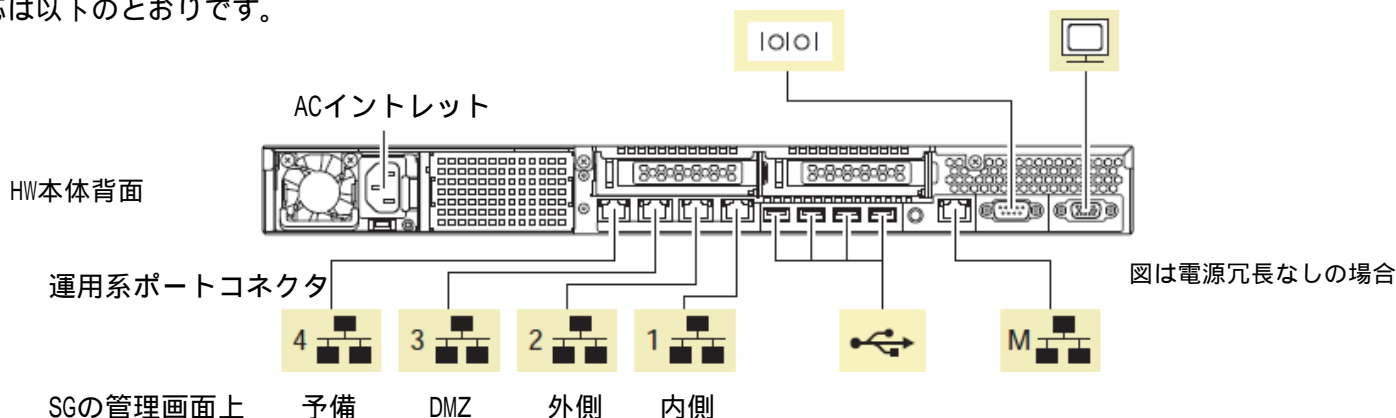 は以下のとおりです。
|O|O|
ACイントレット
HW本体背面
図は電源冗長なしの場合
運用系ポートコネクタ
4 3 2 1 M
SGの管理画面上 予備 DMZ 外側 内側